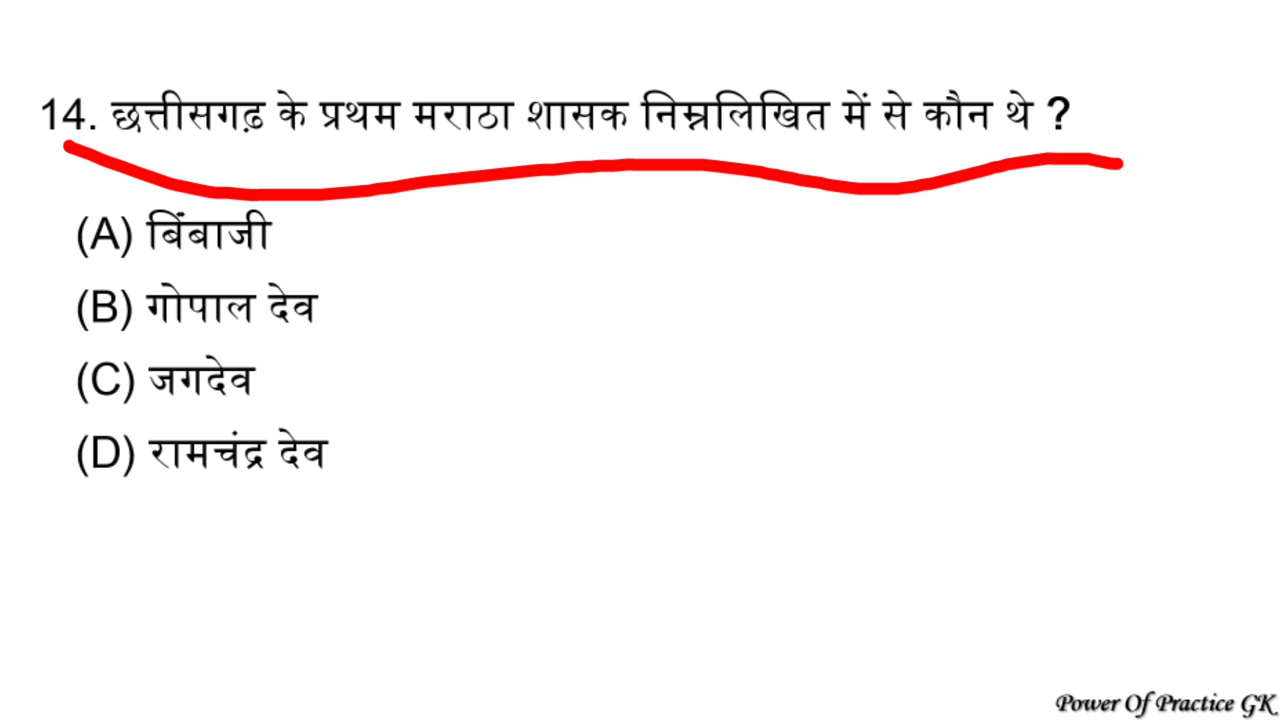 14. छत्तीसगढ़ के प्रथम मराठा शासक निम्नलिखित में से कौन थे ?
(A) बिंबाजी
(B) गोपाल देव
(C) जगदेव
(D) रामचंद्र देव
Power Of Practice GK